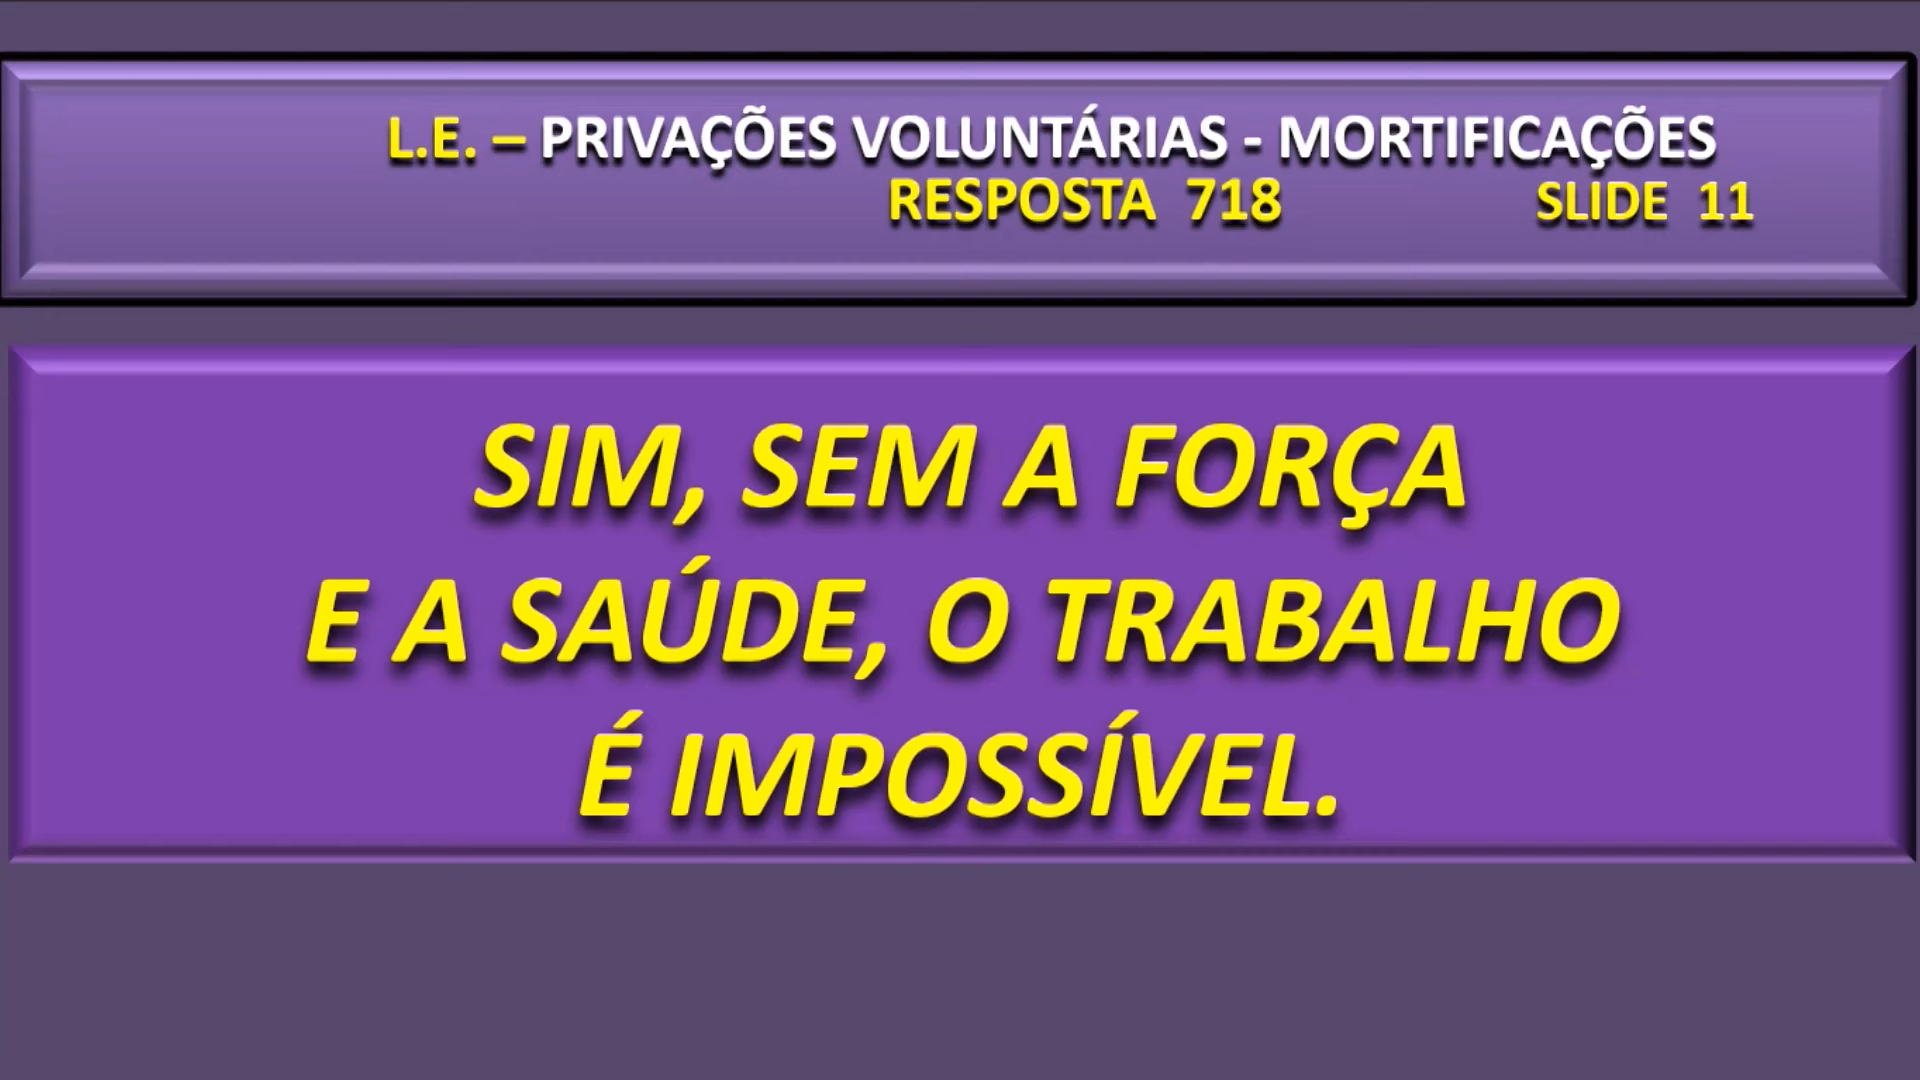 L.E. – PRIVAÇÕES VOLUNTÁRIAS - MORTIFICAÇÕES
RESPOSTA 718 SLIDE 11
SIM, SEM A FORÇA
E A SAÚDE, O TRABALHO
É IMPOSSÍVEL.